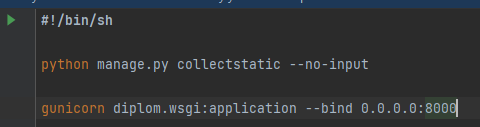 #!/bin/sh
python manage.py collectstatic --no-input
gunicorn diplom.wsgi:application --bind 0.0.0.0:8000